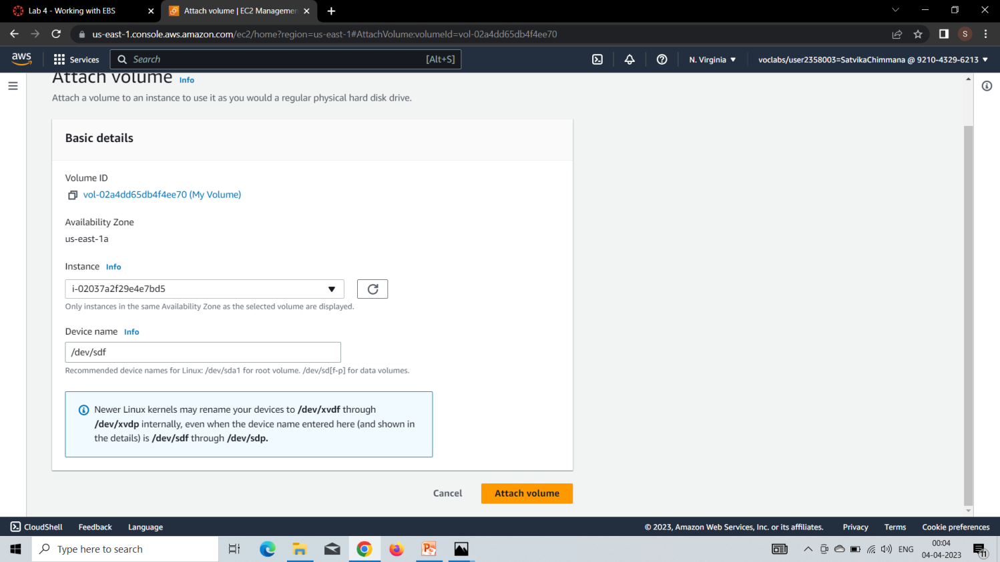 Lab 4 - Working with EBS
Attach volume | EC2 Managemen
us-east-1.console.aws.amazon.com/ec2/home?region=us-east-1#AttachVolume:volumeId=vol-02a4dd65db4f4ee70
S
aws
Services
Search
[Alt+S]
N. Virginia
voclabs/user2358003=SatvikaChimmana @ 9210-4329-6213
Attach volume Info
Attach a volume to an instance to use it as you would a regular physical hard disk drive.
Basic details
Volume ID
vol-02a4dd65db4f4ee70 (My Volume)
Availability Zone
us-east-1a
Instance Info
i-02037a2f29e4e7bd5
Only instances in the same Availability Zone as the selected volume are displayed.
Device name Info
/dev/sdf
Recommended device names for Linux: /dev/sda1 for root volume. /dev/sd[f-p] for data volumes.
Newer Linux kernels may rename your devices to /dev/xvdf through
/dev/xvdp internally, even when the device name entered here (and shown in
the details) is /dev/sdf through /dev/sdp.
Cancel
Attach volume
CloudShell
Feedback
Language
© 2023, Amazon Web Services, Inc. or its affiliates.
Privacy
Terms
Cookie preferences
Type here to search
ENG
00:04
04-04-2023
11